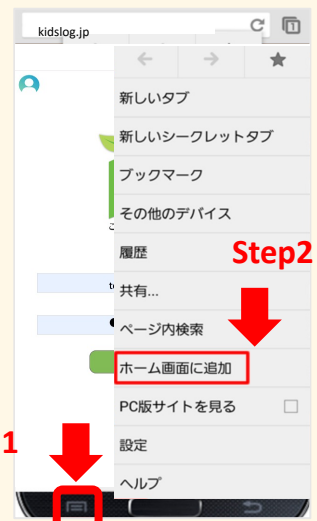 kidslog.jp
1
新しいタブ
新しいシークレットタブ
ブックマーク
その他のデバイス
履歴
Step2
共有...
ページ内検索
ホーム画面に追加
PC版サイトを見る
1
設定
ヘルプ